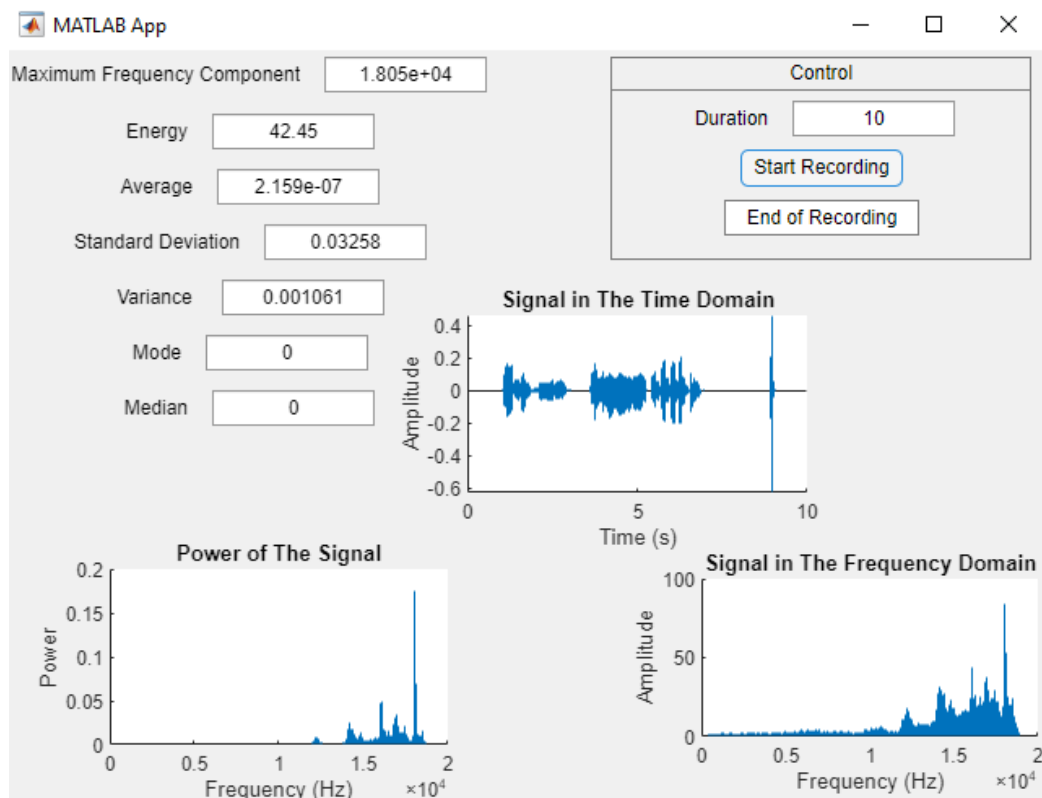 MATLAB App
Maximum Frequency Component 1.805e+04
Energy 42.45
Average 2.159e-07
Standard Deviation 0.03258
Variance 0.001061
Mode 0
Median 0
Control
Duration 10
Start Recording
End of Recording
Signal in The Time Domain
Amplitude
0.4
0.2
0
-0.2
-0.4
-0.6
0 5 10
Time (s)
Power of The Signal
Power
0.2
0.15
0.1
0.05
0
0 0.5 1 1.5 2
Frequency (Hz) ×10^4
Signal in The Frequency Domain
Amplitude
100
50
0
0 0.5 1 1.5 2
Frequency (Hz) ×10^4